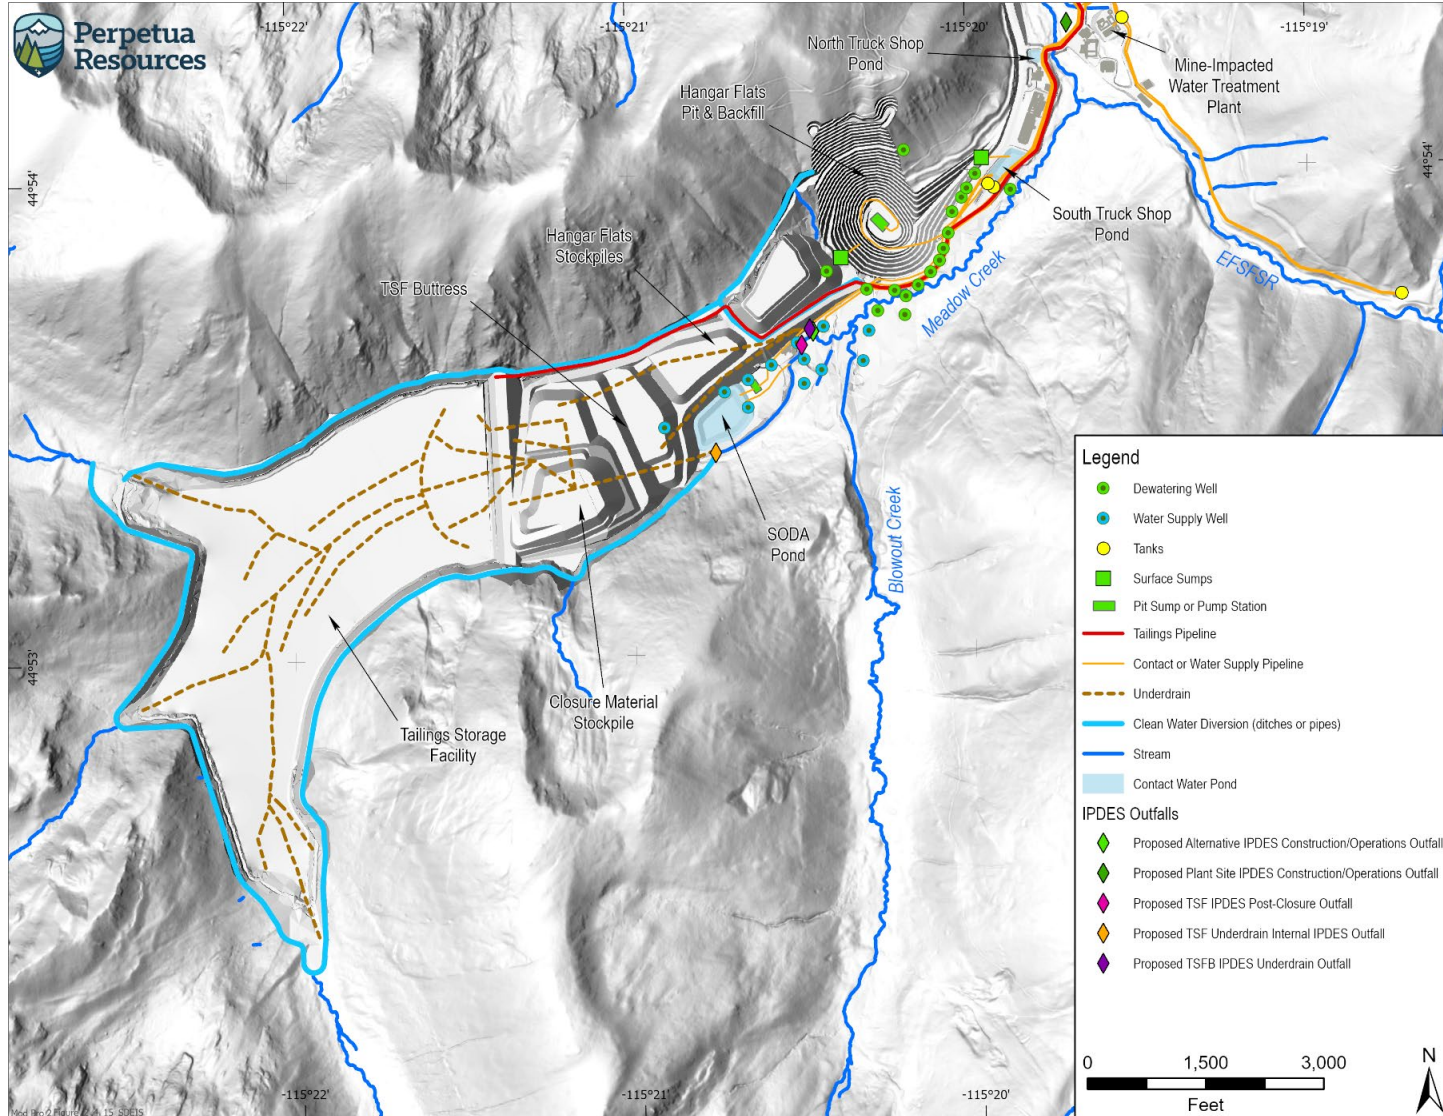 Perpetua
Resources
-115°22'
-115°21'
-115°20'
-115°19'
North Truck Shop
Pond
Mine-Impacted
Water Treatment
Plant
Hangar Flats
Pit & Backfill
44°54'
44°54'
South Truck Shop
Pond
Hangar Flats
Stockpiles
EFSFSR
TSF Buttress
Meadow Creek
Blowout Creek
SODA
Pond
44°53'
Closure Material
Stockpile
Tailings Storage
Facility
-115°22'
-115°21'
-115°20'
Legend
Dewatering Well
Water Supply Well
Tanks
Surface Sumps
Pit Sump or Pump Station
Tailings Pipeline
Contact or Water Supply Pipeline
Underdrain
Clean Water Diversion (ditches or pipes)
Stream
Contact Water Pond
IPDES Outfalls
Proposed Alternative IPDES Construction/Operations Outfall
Proposed Plant Site IPDES Construction/Operations Outfall
Proposed TSF IPDES Post-Closure Outfall
Proposed TSF Underdrain Internal IPDES Outfall
Proposed TSFB IPDES Underdrain Outfall
0 1,500 3,000
Feet
N